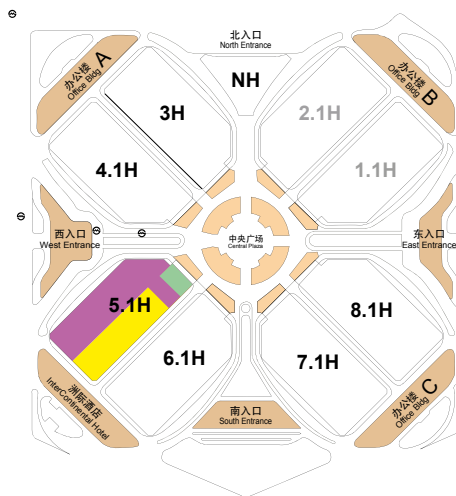 北入口
North Entrance
办公楼 A
Office Bldg
办公楼 B
Office Bldg
NH
3H
2.1H
4.1H
1.1H
西入口
West Entrance
中央广场
Central Plaza
东入口
East Entrance
5.1H
8.1H
6.1H
7.1H
洲际酒店
InterContinental Hotel
南入口
South Entrance
办公楼 C
Office Bldg